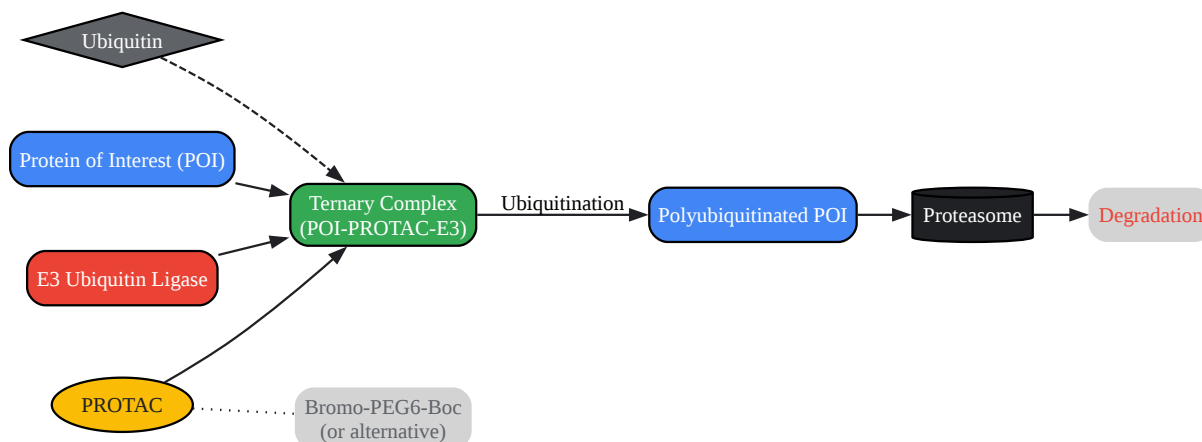 Ubiquitin
Protein of Interest (POI)
E3 Ubiquitin Ligase
PROTAC
Ternary Complex
(POI-PROTAC-E3)
Bromo-PEG6-Boc
(or alternative)
Ubiquitination
Polyubiquitinated POI
Proteasome
Degradation